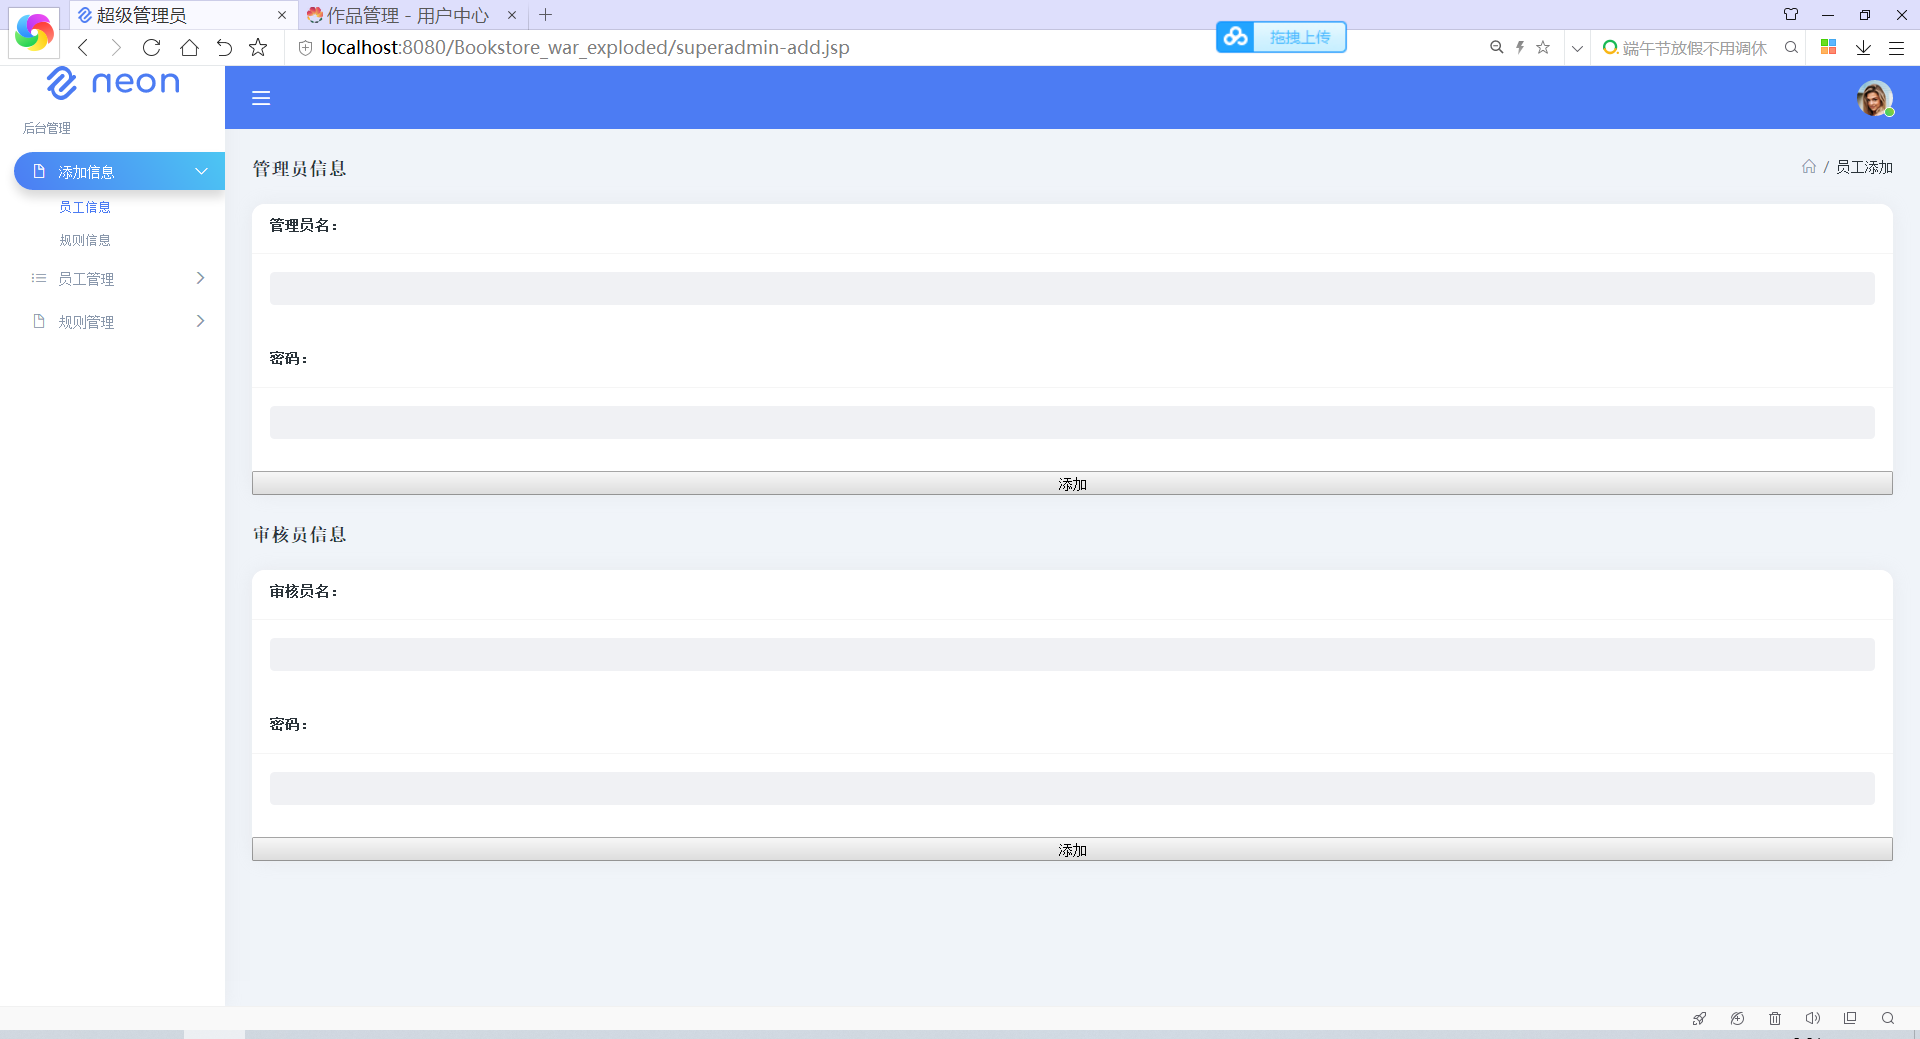 超级管理员
作品管理 - 用户中心
localhost:8080/Bookstore_war_exploded/superadmin-add.jsp
拖拽上传
端午节放假不用调休
neon
后台管理
添加信息
员工信息
规则信息
员工管理
规则管理
管理员信息
/ 员工添加
管理员名：
密码：
添加
审核员信息
审核员名：
密码：
添加